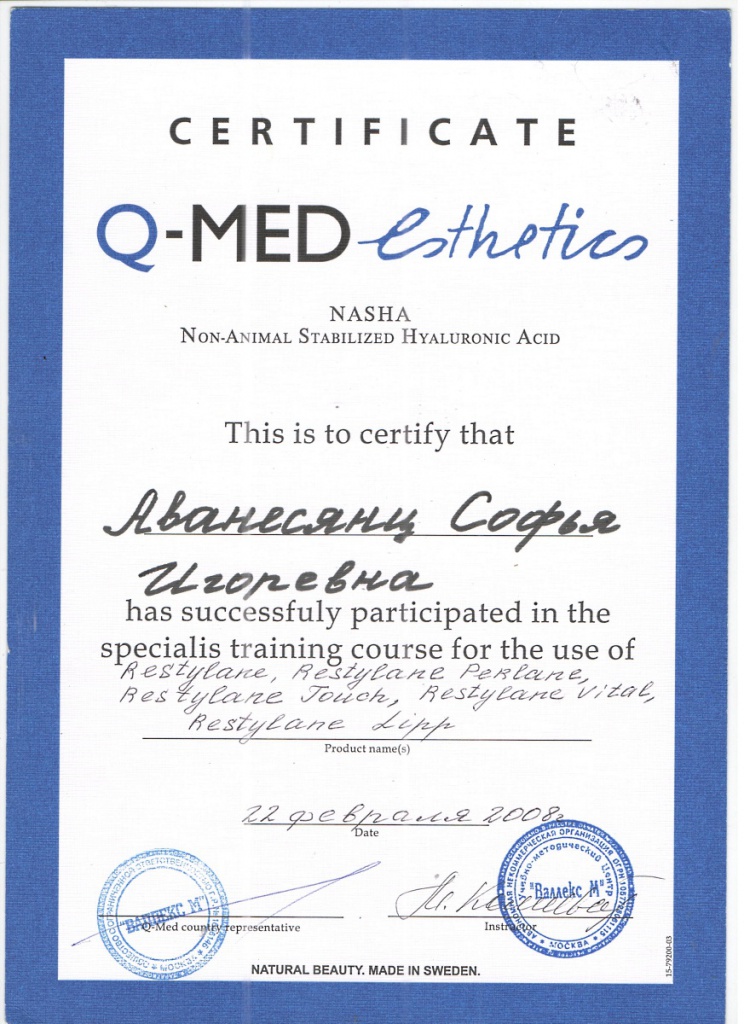 CERTIFICATE
Q-MED esthetics
NASHA
NON-ANIMAL STABILIZED HYALURONIC ACID
This is to certify that
Аванесянц Софья
Игоревна
has successfuly participated in the
specialis training course for the use of
Restylane, Restylane Perlane,
Restylane Touch, Restylane Vital,
Restylane Lipp
Product name(s)
22 февраля 2008г
Date
"ВАЛЛЕКС М"
"Валлекс М"
МОСКВА
Q-Med country representative
Instructor
NATURAL BEAUTY. MADE IN SWEDEN.
15-79200-03